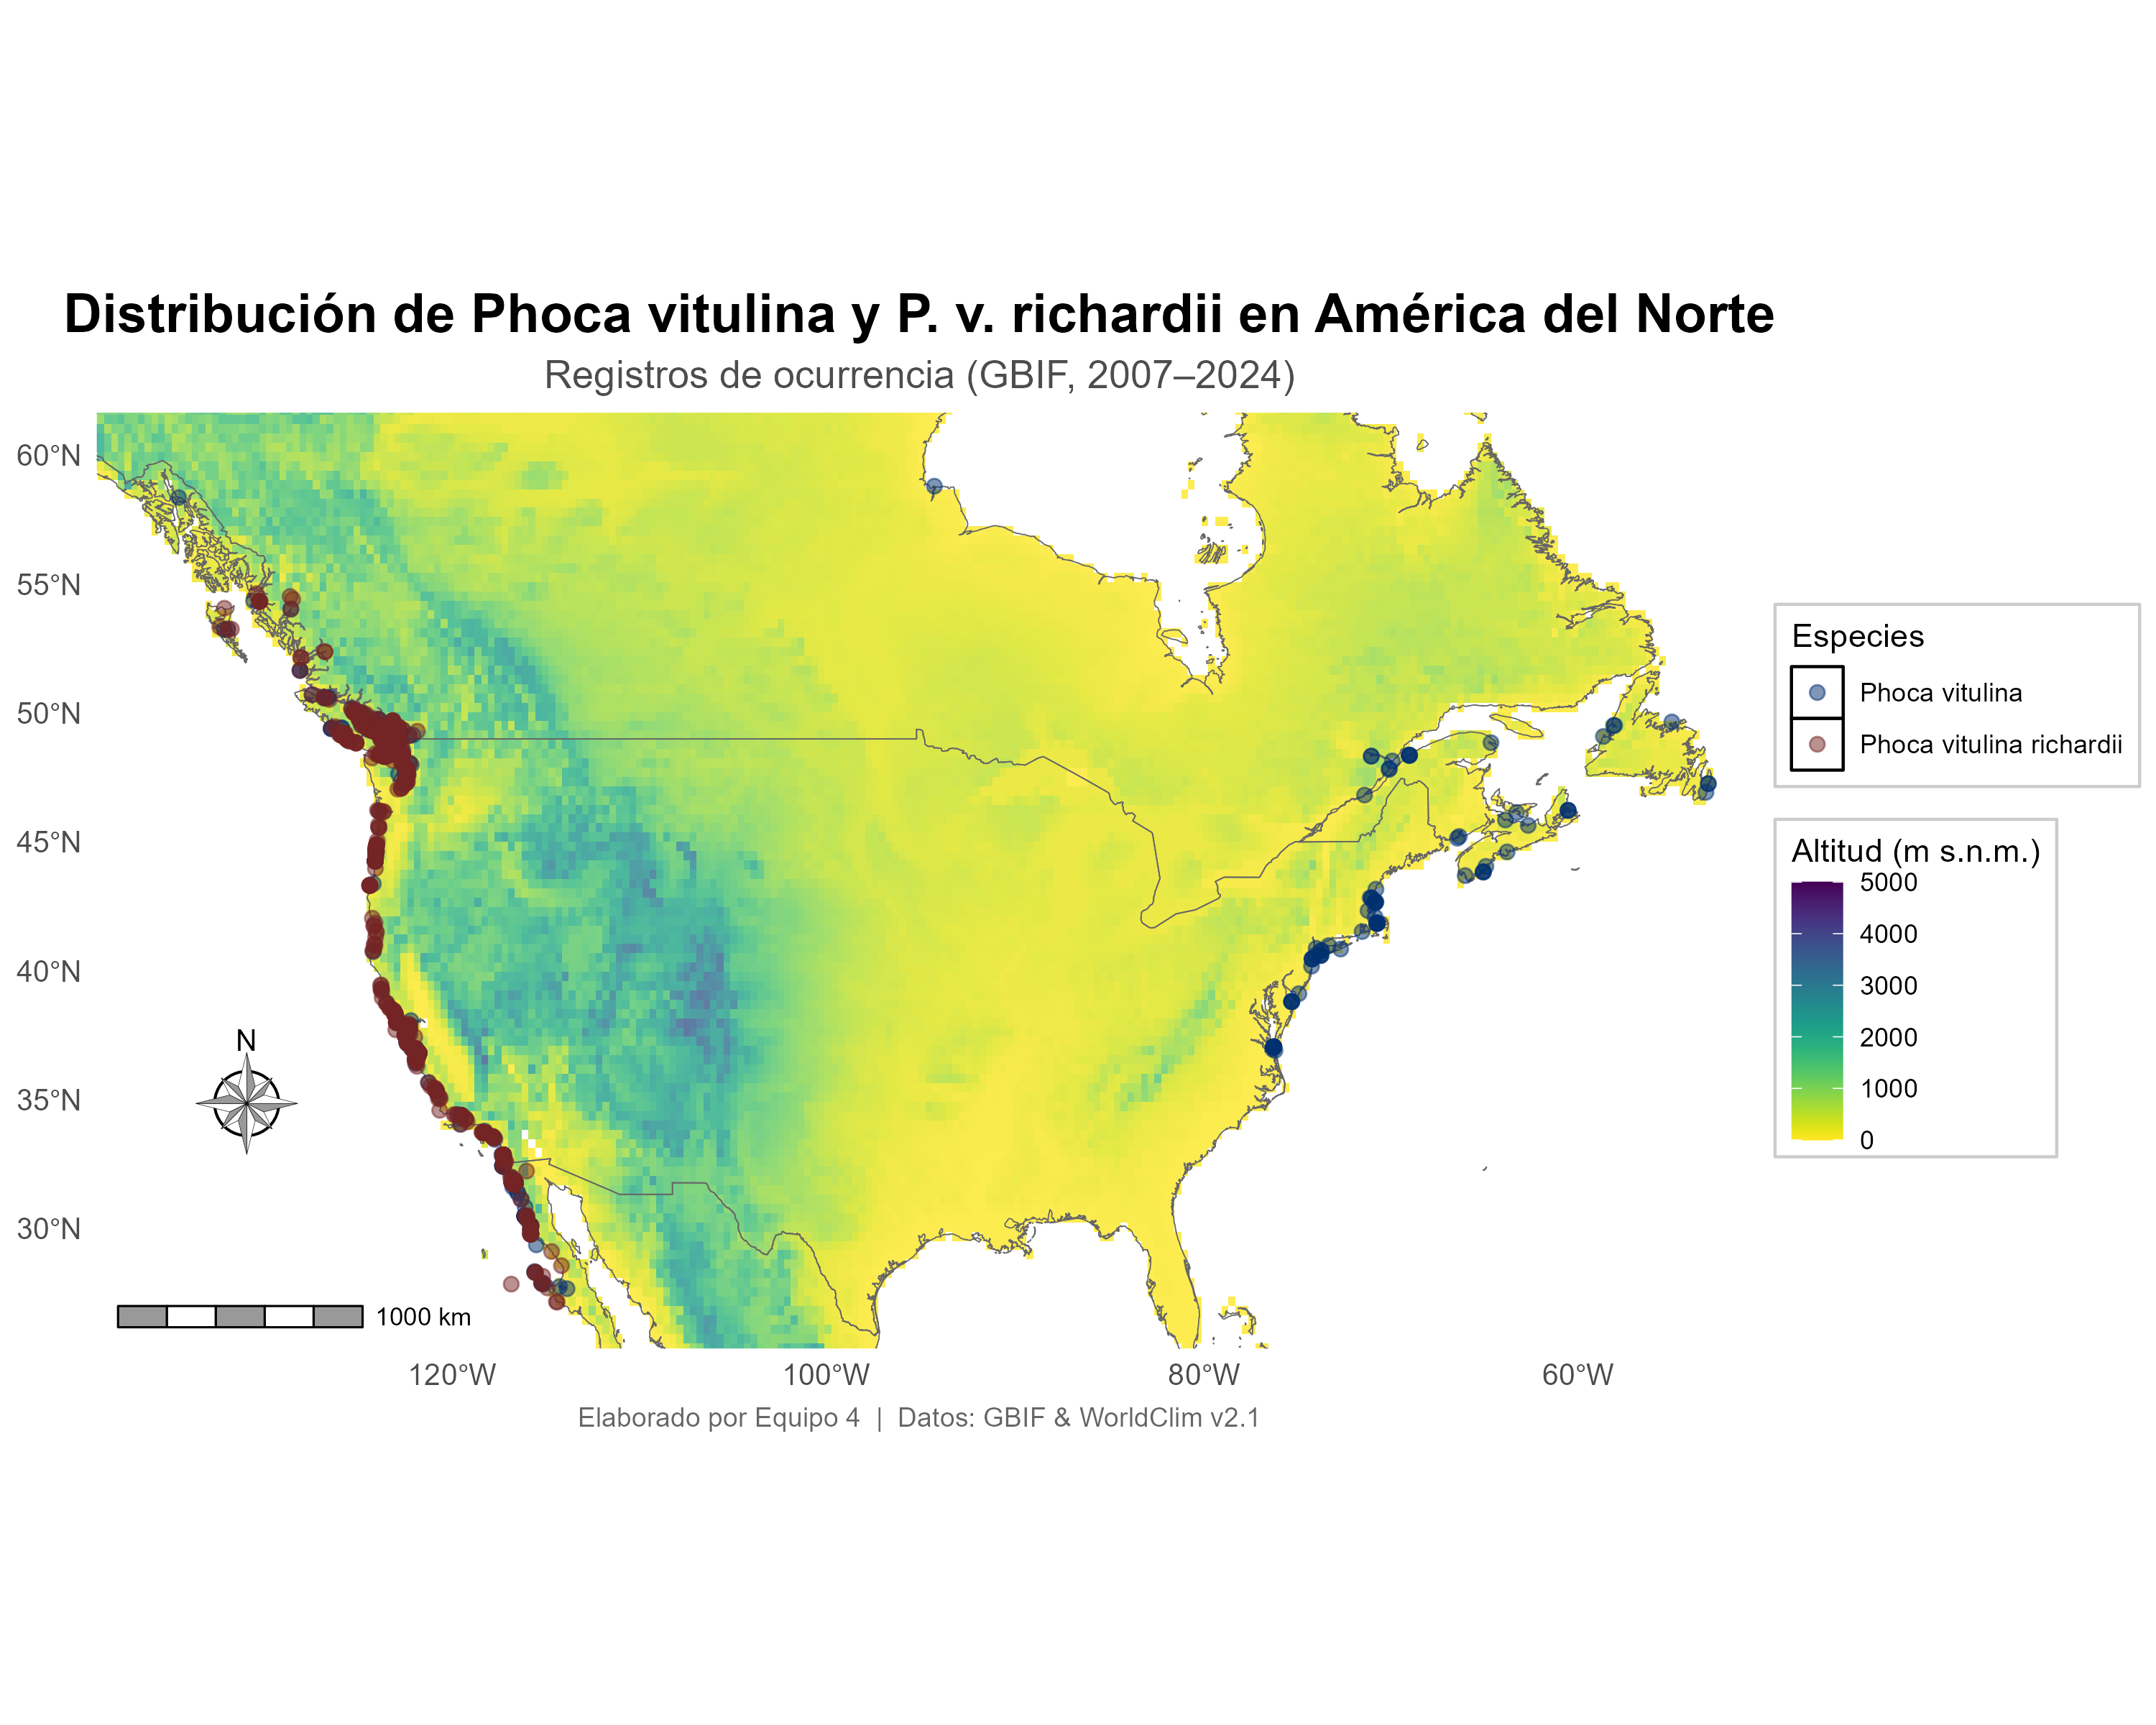 Distribución de Phoca vitulina y P. v. richardii en América del Norte
Registros de ocurrencia (GBIF, 2007–2024)
60°N
55°N
50°N
45°N
40°N
35°N
30°N
N
1000 km
120°W
100°W
80°W
60°W
Especies
Phoca vitulina
Phoca vitulina richardii
Altitud (m s.n.m.)
5000
4000
3000
2000
1000
0
Elaborado por Equipo 4 | Datos: GBIF & WorldClim v2.1